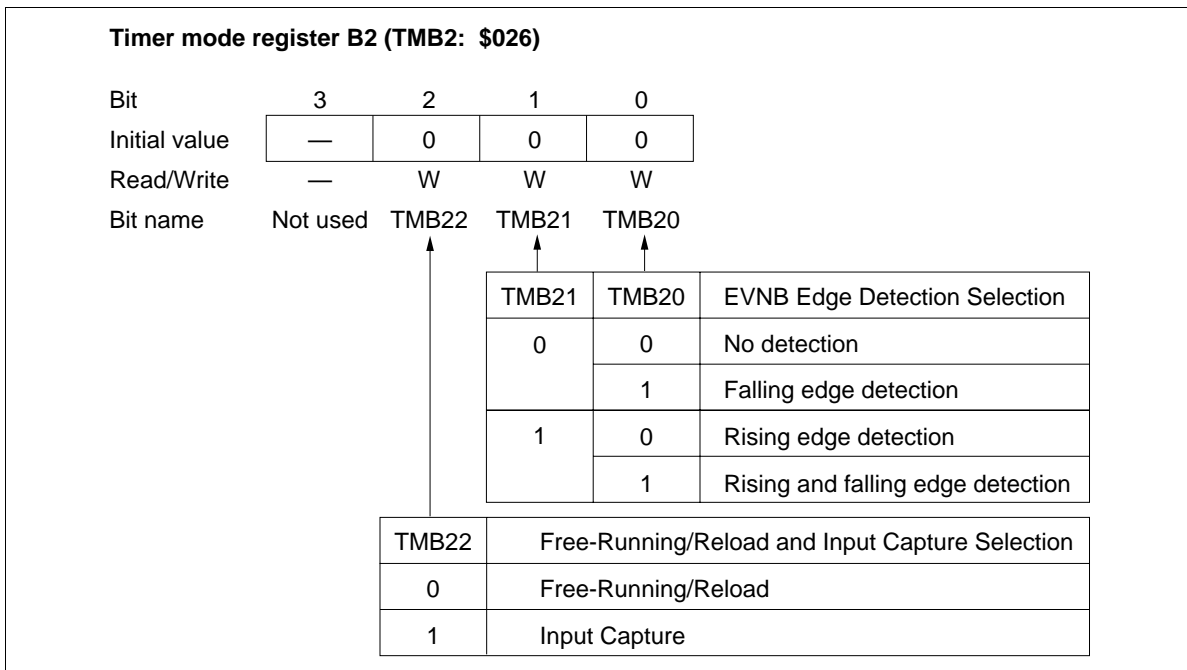 Timer mode register B2 (TMB2: $026)
Bit 3 2 1 0
Initial value — 0 0 0
Read/Write — W W W
Bit name Not used TMB22 TMB21 TMB20
TMB21 TMB20 EVNB Edge Detection Selection
0 0 No detection
1 Falling edge detection
1 0 Rising edge detection
1 Rising and falling edge detection
TMB22 Free-Running/Reload and Input Capture Selection
0 Free-Running/Reload
1 Input Capture